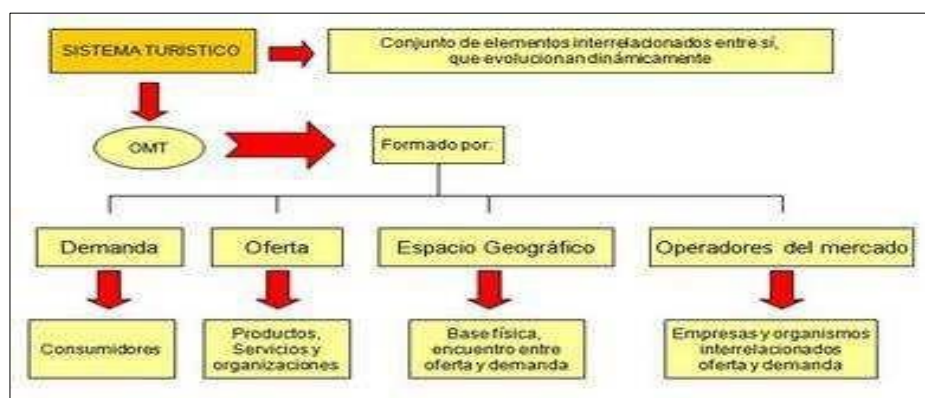 SISTEMA TURISTICO
Conjunto de elementos interrelacionados entre sí,
que evolucionan dinámicamente
OMT
Formado por:
Demanda
Oferta
Espacio Geográfico
Operadores del mercado
Consumidores
Productos,
Servicios y
organizaciones
Base física,
encuentro entre
oferta y demanda
Empresas y organismos
interrelacionados
oferta y demanda